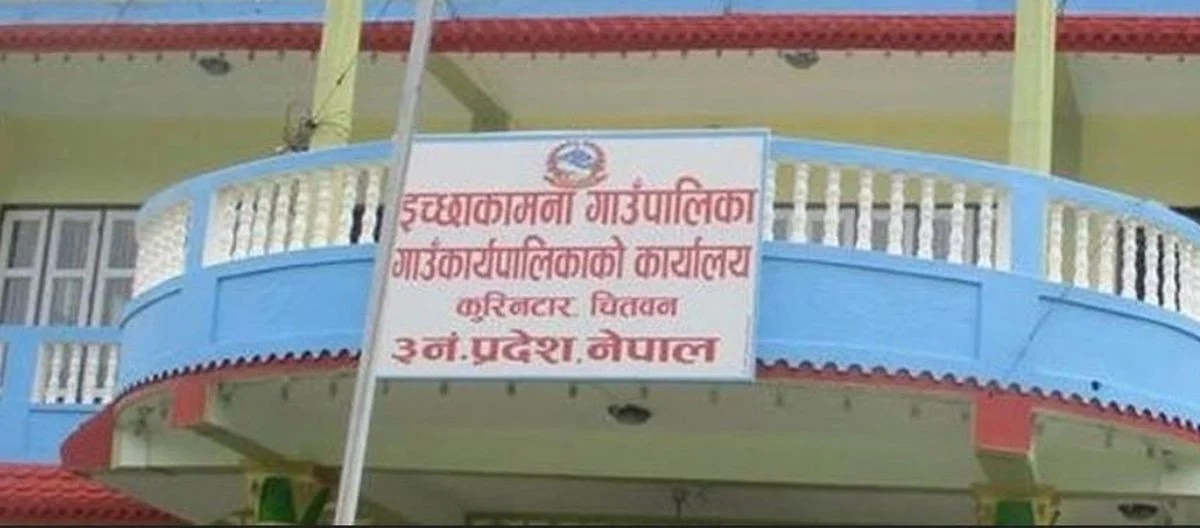 इच्छाकामना गाउँपालिका
गाउँकार्यपालिकाको कार्यालय
कुरिनटार, चितवन
३नं.प्रदेश, नेपाल